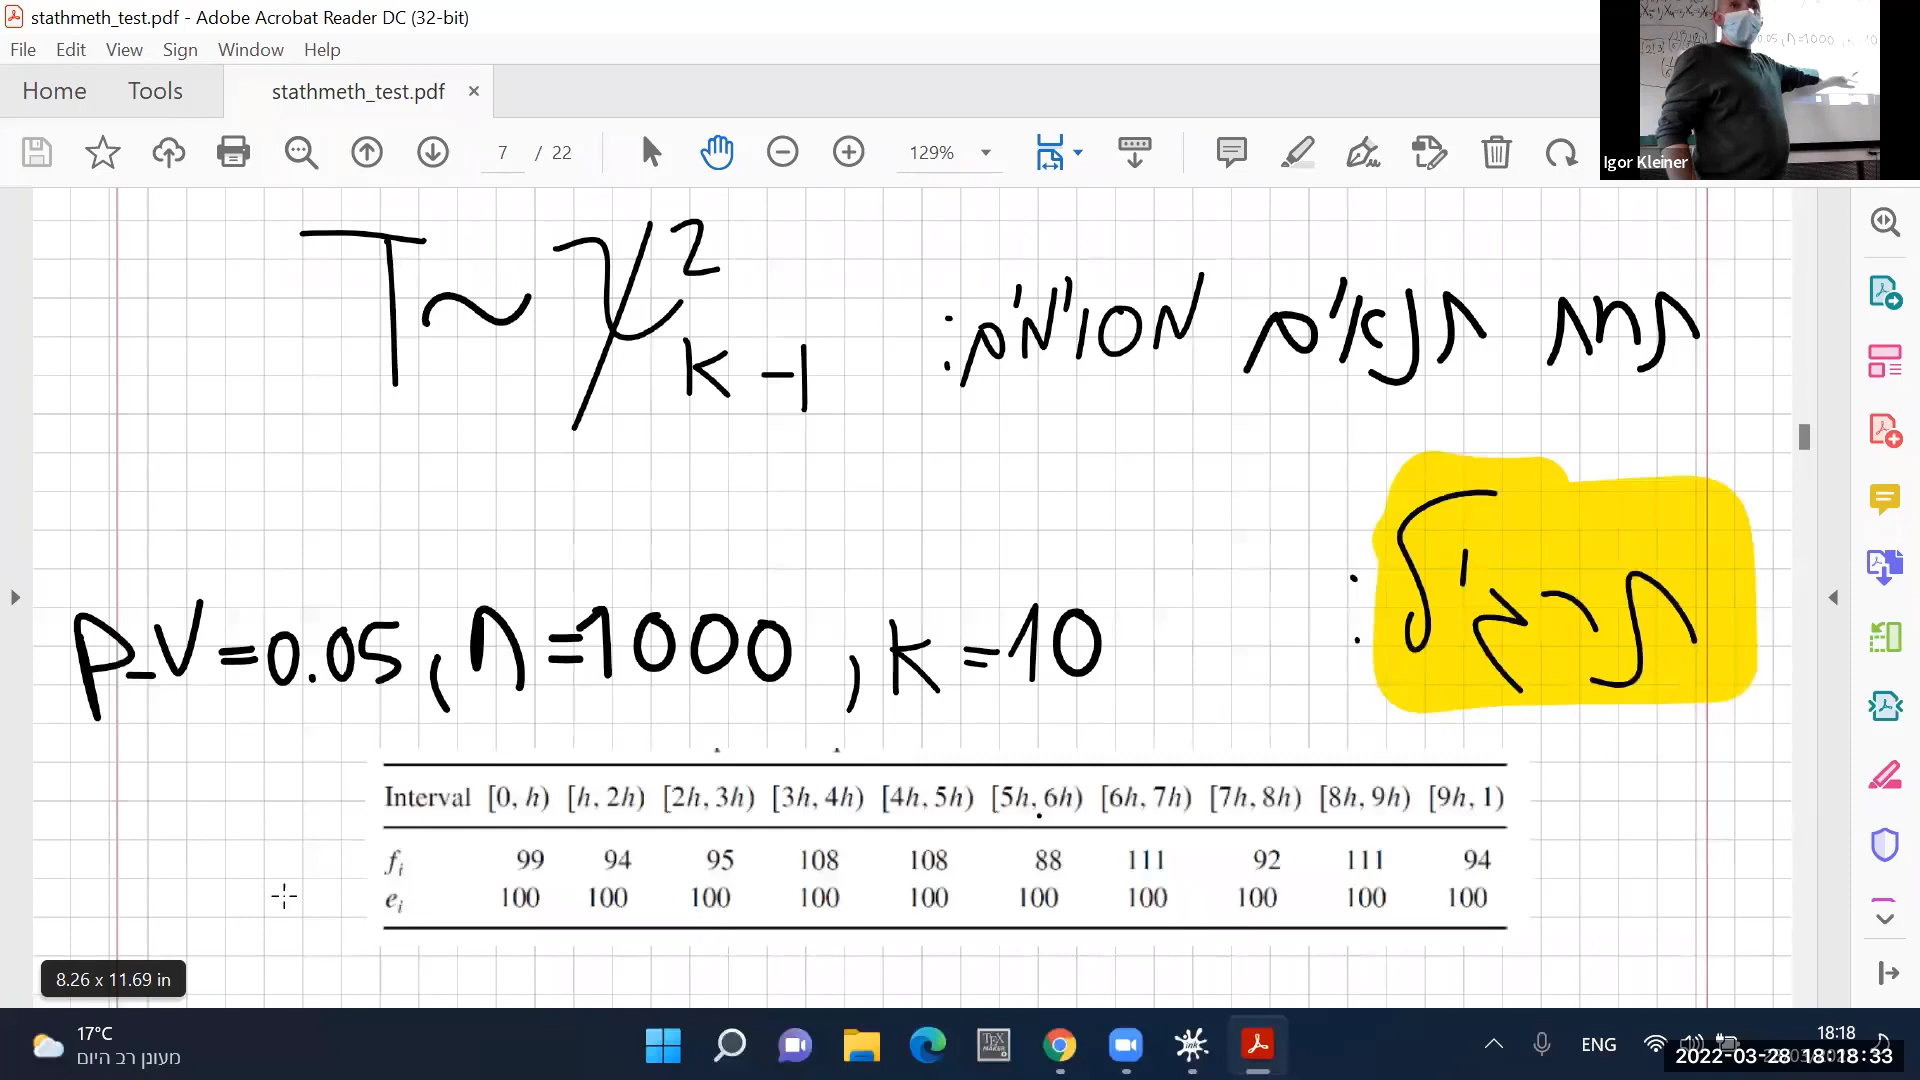 stathmeth_test.pdf - Adobe Acrobat Reader DC (32-bit)
File Edit View Sign Window Help
Home Tools stathmeth_test.pdf ×
7 / 22 129%
Igor Kleiner
T ~ χ²
k-1
תחת תנאים מסויימים:
תרגיל:
P-V=0.05, n=1000, k=10
Interval [0, h) [h, 2h) [2h, 3h) [3h, 4h) [4h, 5h) [5h, 6h) [6h, 7h) [7h, 8h) [8h, 9h) [9h, 1)
fᵢ 99 94 95 108 108 88 111 92 111 94
eᵢ 100 100 100 100 100 100 100 100 100 100
8.26 x 11.69 in
17°C
מעונן רב היום
ENG
18:18
2022-03-28 18:18:33